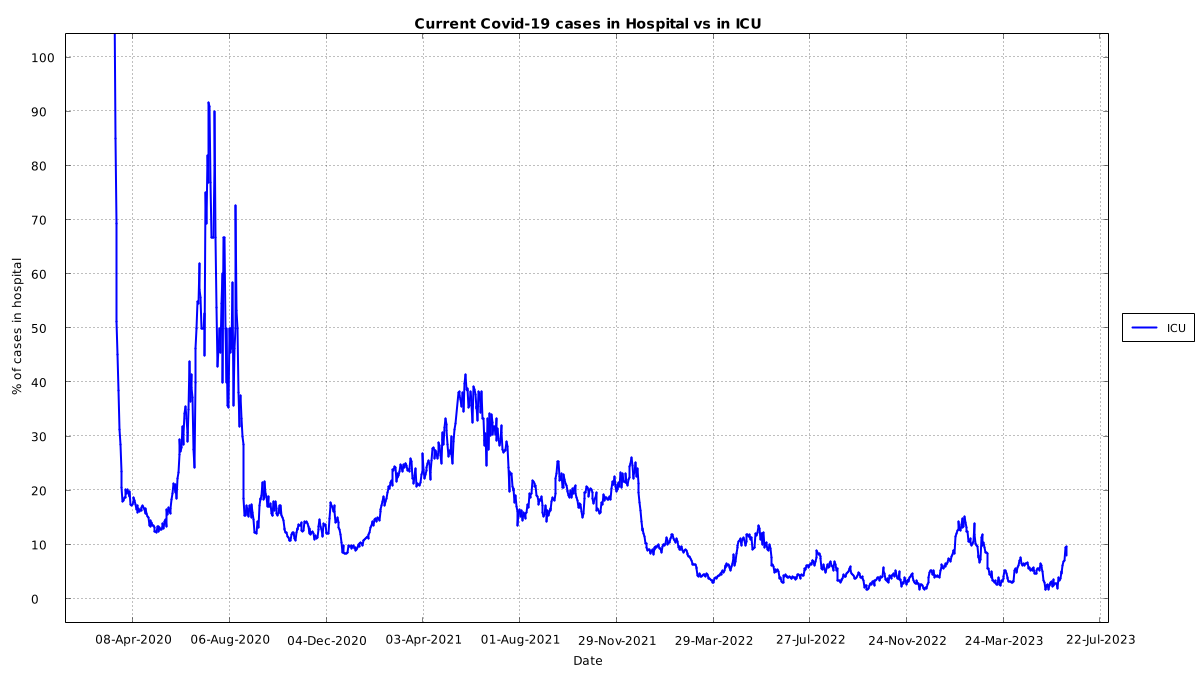 Current Covid-19 cases in Hospital vs in ICU
% of cases in hospital
100
90
80
70
60
50
40
30
20
10
0
08-Apr-2020 06-Aug-2020 04-Dec-2020 03-Apr-2021 01-Aug-2021 29-Nov-2021 29-Mar-2022 27-Jul-2022 24-Nov-2022 24-Mar-2023 22-Jul-2023
Date
ICU